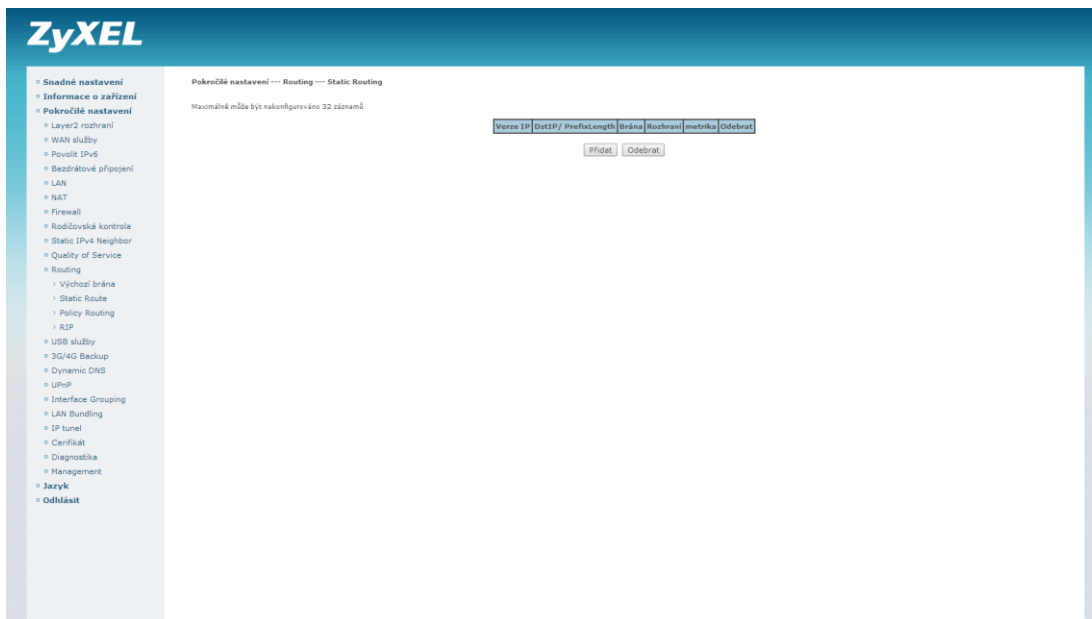 ZyXEL
Snadné nastavení
Informace o zařízení
Pokročilé nastavení
Layer2 rozhraní
WAN služby
Povolit IPv6
Bezdrátové připojení
LAN
NAT
Firewall
Rodičovská kontrola
Static IPv4 Neighbor
Quality of Service
Routing
Výchozí brána
Static Route
Policy Routing
RIP
USB služby
3G/4G Backup
Dynamic DNS
UPnP
Interface Grouping
LAN Bundling
IP tunel
Cerifikát
Diagnostika
Management
Jazyk
Odhlásit
Pokročilé nastavení --- Routing --- Static Routing
Maximálně může být nakonfigurováno 32 záznamů
Verze IP DstIP/ PrefixLength Brána Rozhraní metrika Odebrat
Přidat Odebrat